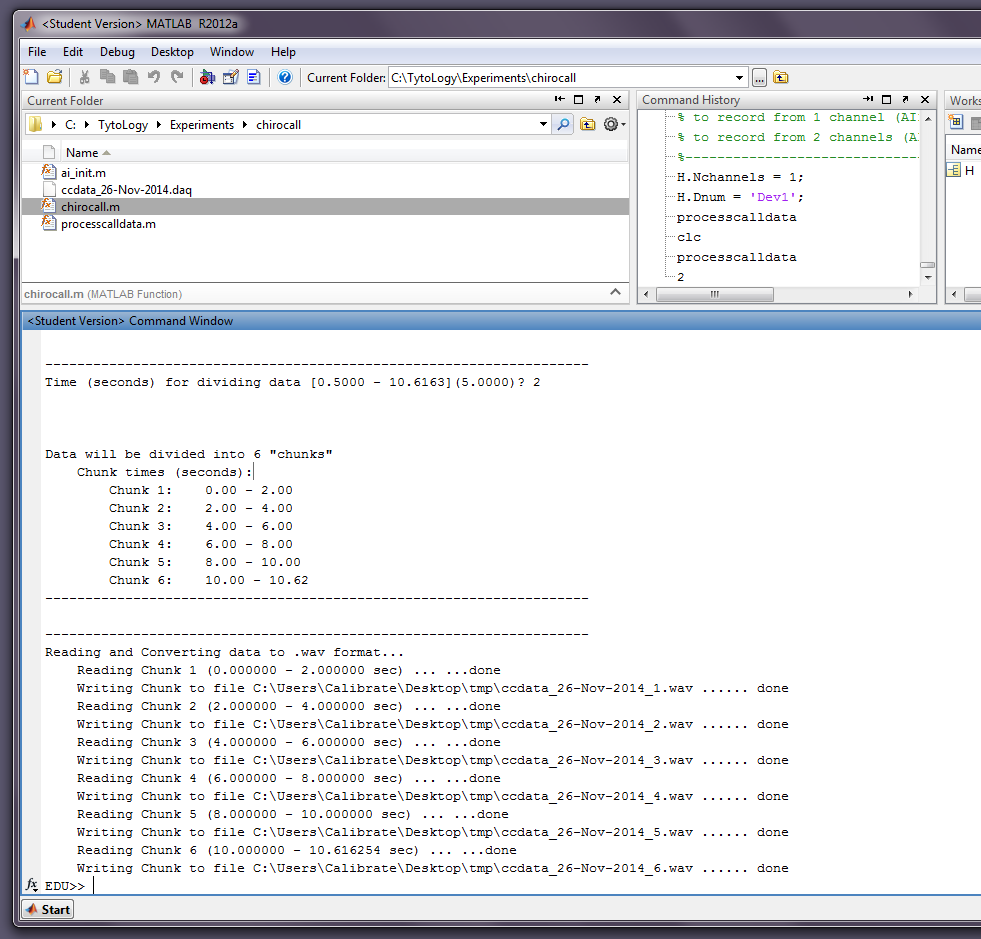 <Student Version> MATLAB R2012a
File Edit Debug Desktop Window Help
Current Folder: C:\TytoLogy\Experiments\chirocall ...
Current Folder
C: TytoLogy Experiments chirocall
Name
ai_init.m
ccdata_26-Nov-2014.daq
chirocall.m
processcalldata.m
chirocall.m (MATLAB Function)
Command History
% to record from 1 channel (AI
% to record from 2 channels (A
%-----------------------------
H.Nchannels = 1;
H.Dnum = 'Dev1';
processcalldata
clc
processcalldata
2
Works
Name
H
<Student Version> Command Window
--------------------------------------------------------------------
Time (seconds) for dividing data [0.5000 - 10.6163](5.0000)? 2
Data will be divided into 6 "chunks"
Chunk times (seconds):
Chunk 1: 0.00 - 2.00
Chunk 2: 2.00 - 4.00
Chunk 3: 4.00 - 6.00
Chunk 4: 6.00 - 8.00
Chunk 5: 8.00 - 10.00
Chunk 6: 10.00 - 10.62
--------------------------------------------------------------------
--------------------------------------------------------------------
Reading and Converting data to .wav format...
Reading Chunk 1 (0.000000 - 2.000000 sec) ... ...done
Writing Chunk to file C:\Users\Calibrate\Desktop\tmp\ccdata_26-Nov-2014_1.wav ...... done
Reading Chunk 2 (2.000000 - 4.000000 sec) ... ...done
Writing Chunk to file C:\Users\Calibrate\Desktop\tmp\ccdata_26-Nov-2014_2.wav ...... done
Reading Chunk 3 (4.000000 - 6.000000 sec) ... ...done
Writing Chunk to file C:\Users\Calibrate\Desktop\tmp\ccdata_26-Nov-2014_3.wav ...... done
Reading Chunk 4 (6.000000 - 8.000000 sec) ... ...done
Writing Chunk to file C:\Users\Calibrate\Desktop\tmp\ccdata_26-Nov-2014_4.wav ...... done
Reading Chunk 5 (8.000000 - 10.000000 sec) ... ...done
Writing Chunk to file C:\Users\Calibrate\Desktop\tmp\ccdata_26-Nov-2014_5.wav ...... done
Reading Chunk 6 (10.000000 - 10.616254 sec) ... ...done
Writing Chunk to file C:\Users\Calibrate\Desktop\tmp\ccdata_26-Nov-2014_6.wav ...... done
fx EDU>>
Start